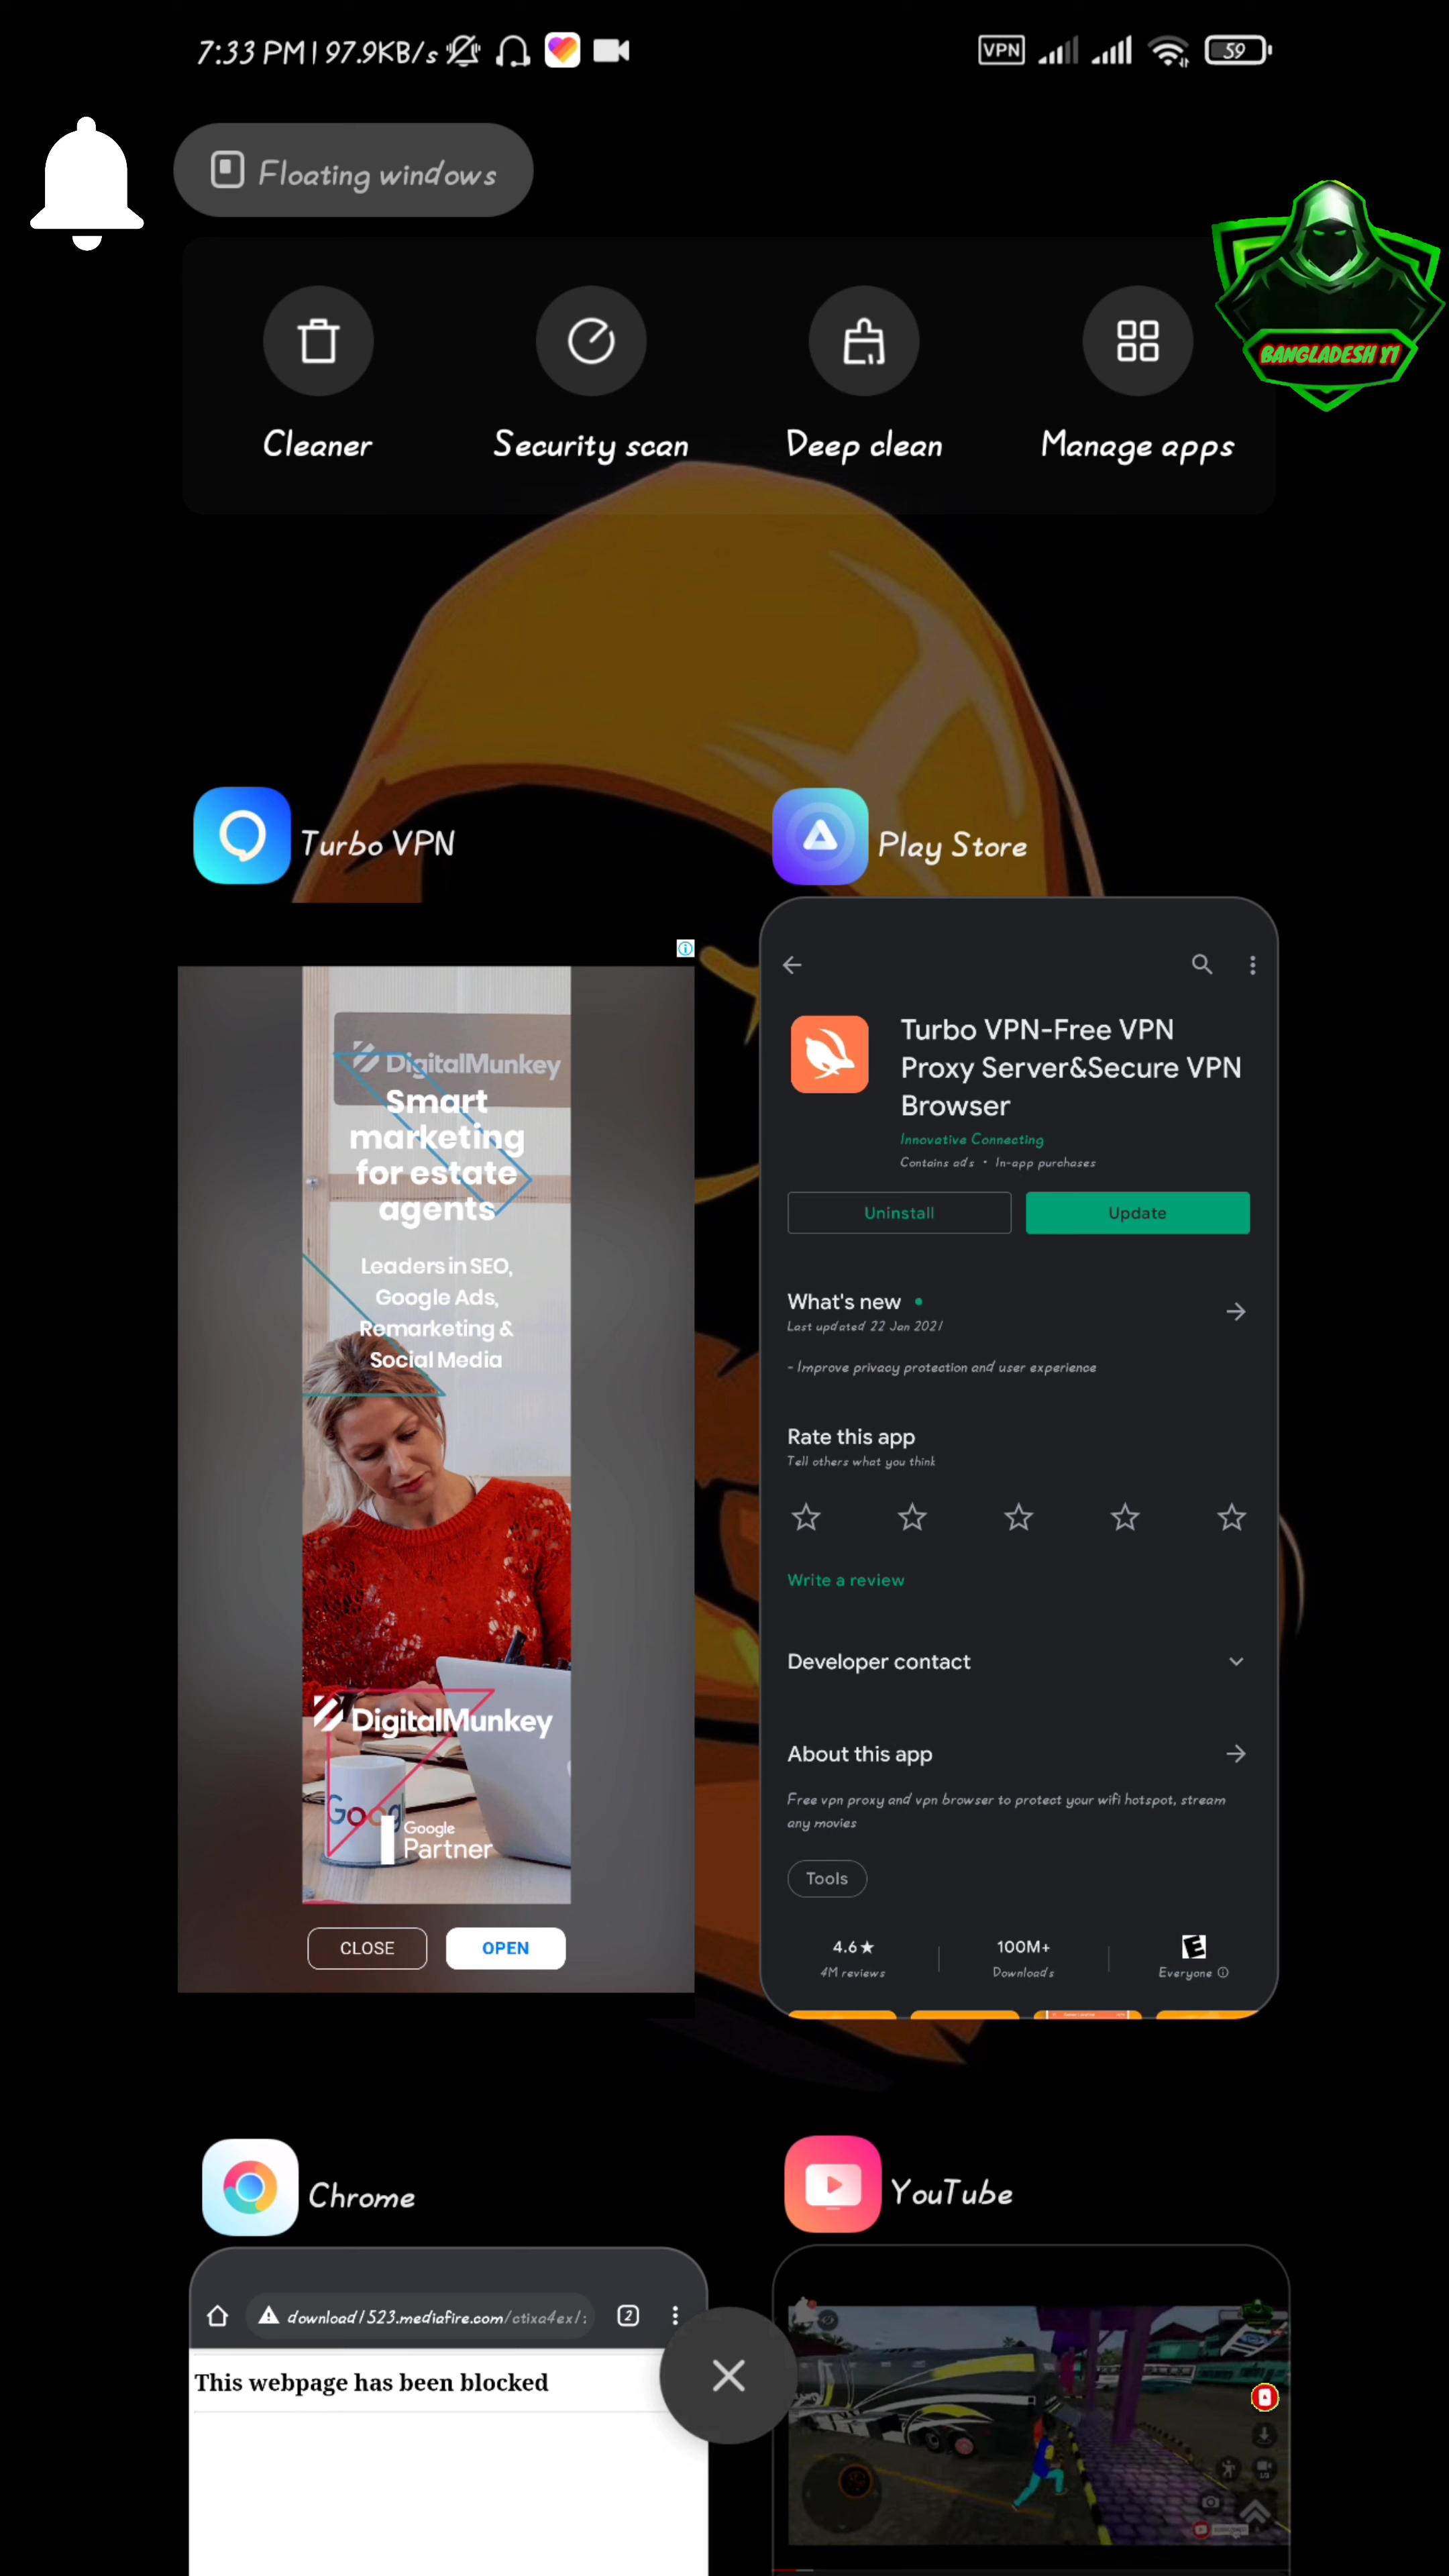 7:33 PM | 97.9KB/s
VPN
59
Floating windows
BANGLADESH Y1
Cleaner
Security scan
Deep clean
Manage apps
Turbo VPN
DigitalMunkey
Smart
marketing
for estate
agents
Leaders in SEO,
Google Ads,
Remarketing &
Social Media
DigitalMunkey
Goog
Google
Partner
CLOSE
OPEN
Play Store
Turbo VPN-Free VPN
Proxy Server&Secure VPN
Browser
Innovative Connecting
Contains ads • In-app purchases
Uninstall
Update
What's new
Last updated 22 Jan 2021
- Improve privacy protection and user experience
Rate this app
Tell others what you think
Write a review
Developer contact
About this app
Free vpn proxy and vpn browser to protect your wifi hotspot, stream
any movies
Tools
4.6★
4M reviews
100M+
Downloads
E
Everyone
Chrome
download1523.mediafire.com/ctixa4ex1
2
This webpage has been blocked
YouTube